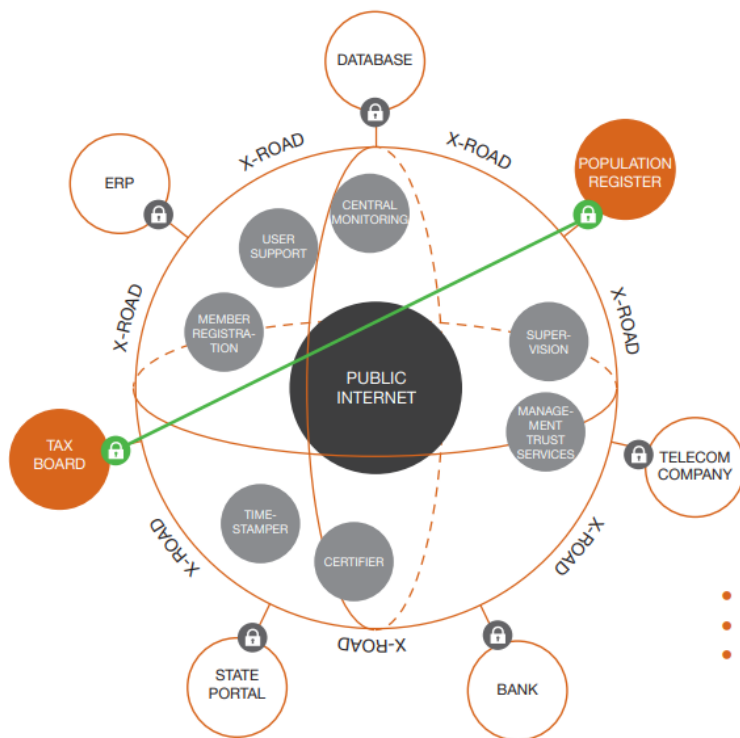 DATABASE
X-ROAD
X-ROAD
POPULATION
REGISTER
ERP
CENTRAL
MONITORING
USER
SUPPORT
X-ROAD
X-ROAD
MEMBER
REGISTRA-
TION
SUPER-
VISION
PUBLIC
INTERNET
MANAGE-
MENT
TRUST
SERVICES
TAX
BOARD
TELECOM
COMPANY
TIME-
STAMPER
X-ROAD
X-ROAD
CERTIFIER
X-ROAD
STATE
PORTAL
BANK